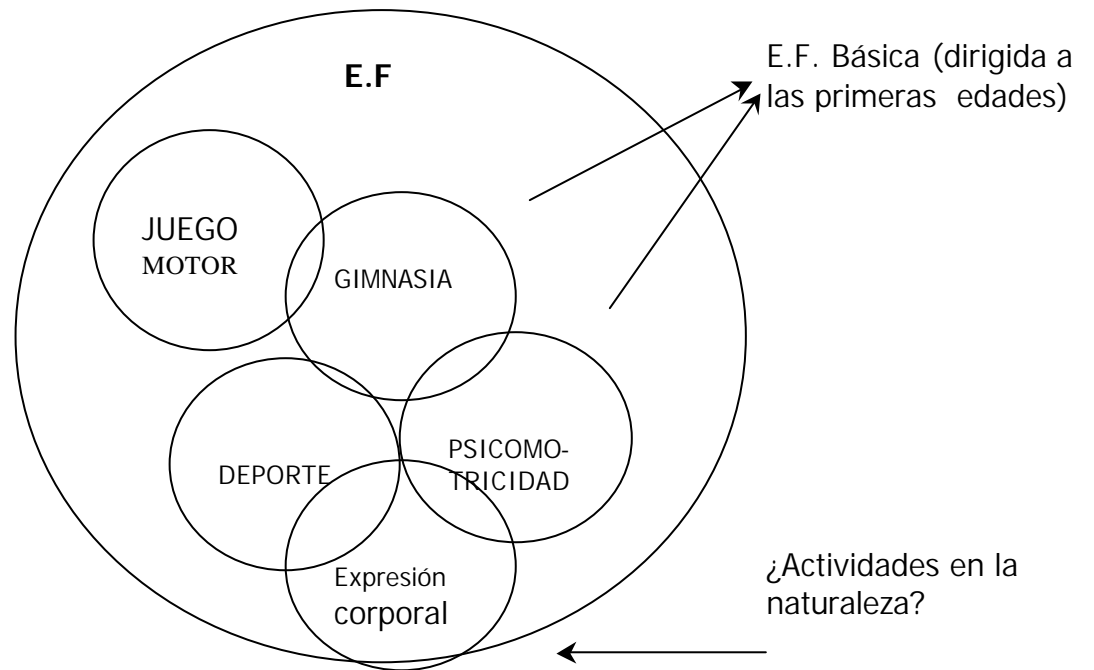 E.F
E.F. Básica (dirigida a
las primeras edades)
JUEGO
MOTOR
GIMNASIA
PSICOMO-
TRICIDAD
DEPORTE
Expresión
corporal
¿Actividades en la
naturaleza?